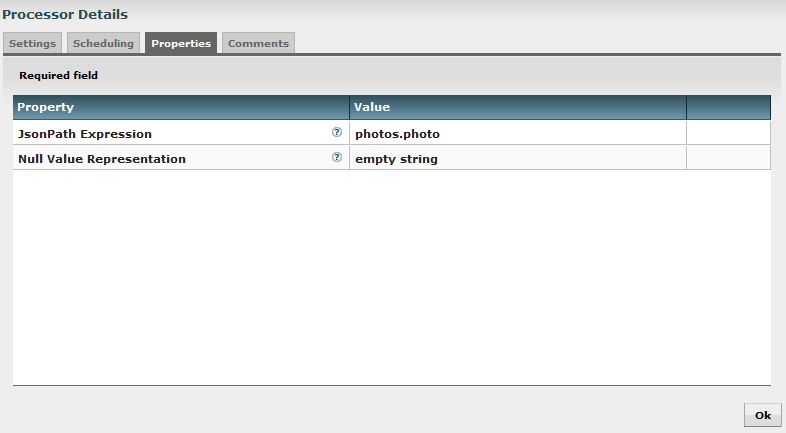 Processor Details
Settings Scheduling Properties Comments
Required field
Property Value
JsonPath Expression ? photos.photo
Null Value Representation ? empty string
Ok